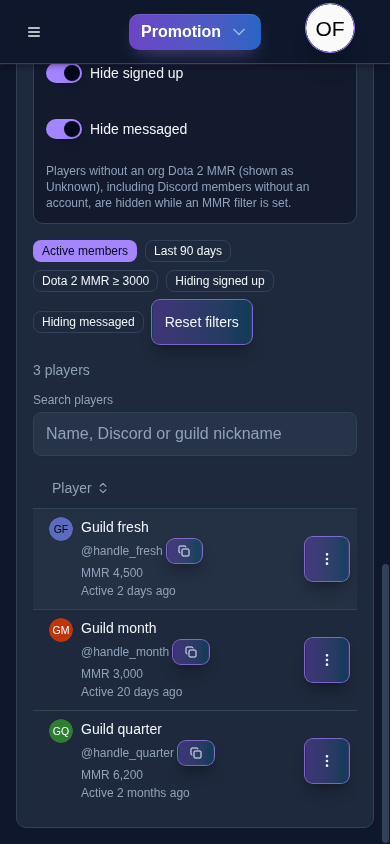 Promotion
OF
Hide signed up
Hide messaged
Players without an org Dota 2 MMR (shown as
Unknown), including Discord members without an
account, are hidden while an MMR filter is set.
Active members
Last 90 days
Dota 2 MMR ≥ 3000
Hiding signed up
Hiding messaged
Reset filters
3 players
Search players
Name, Discord or guild nickname
Player
GF
Guild fresh
@handle_fresh
MMR 4,500
Active 2 days ago
GM
Guild month
@handle_month
MMR 3,000
Active 20 days ago
GQ
Guild quarter
@handle_quarter
MMR 6,200
Active 2 months ago